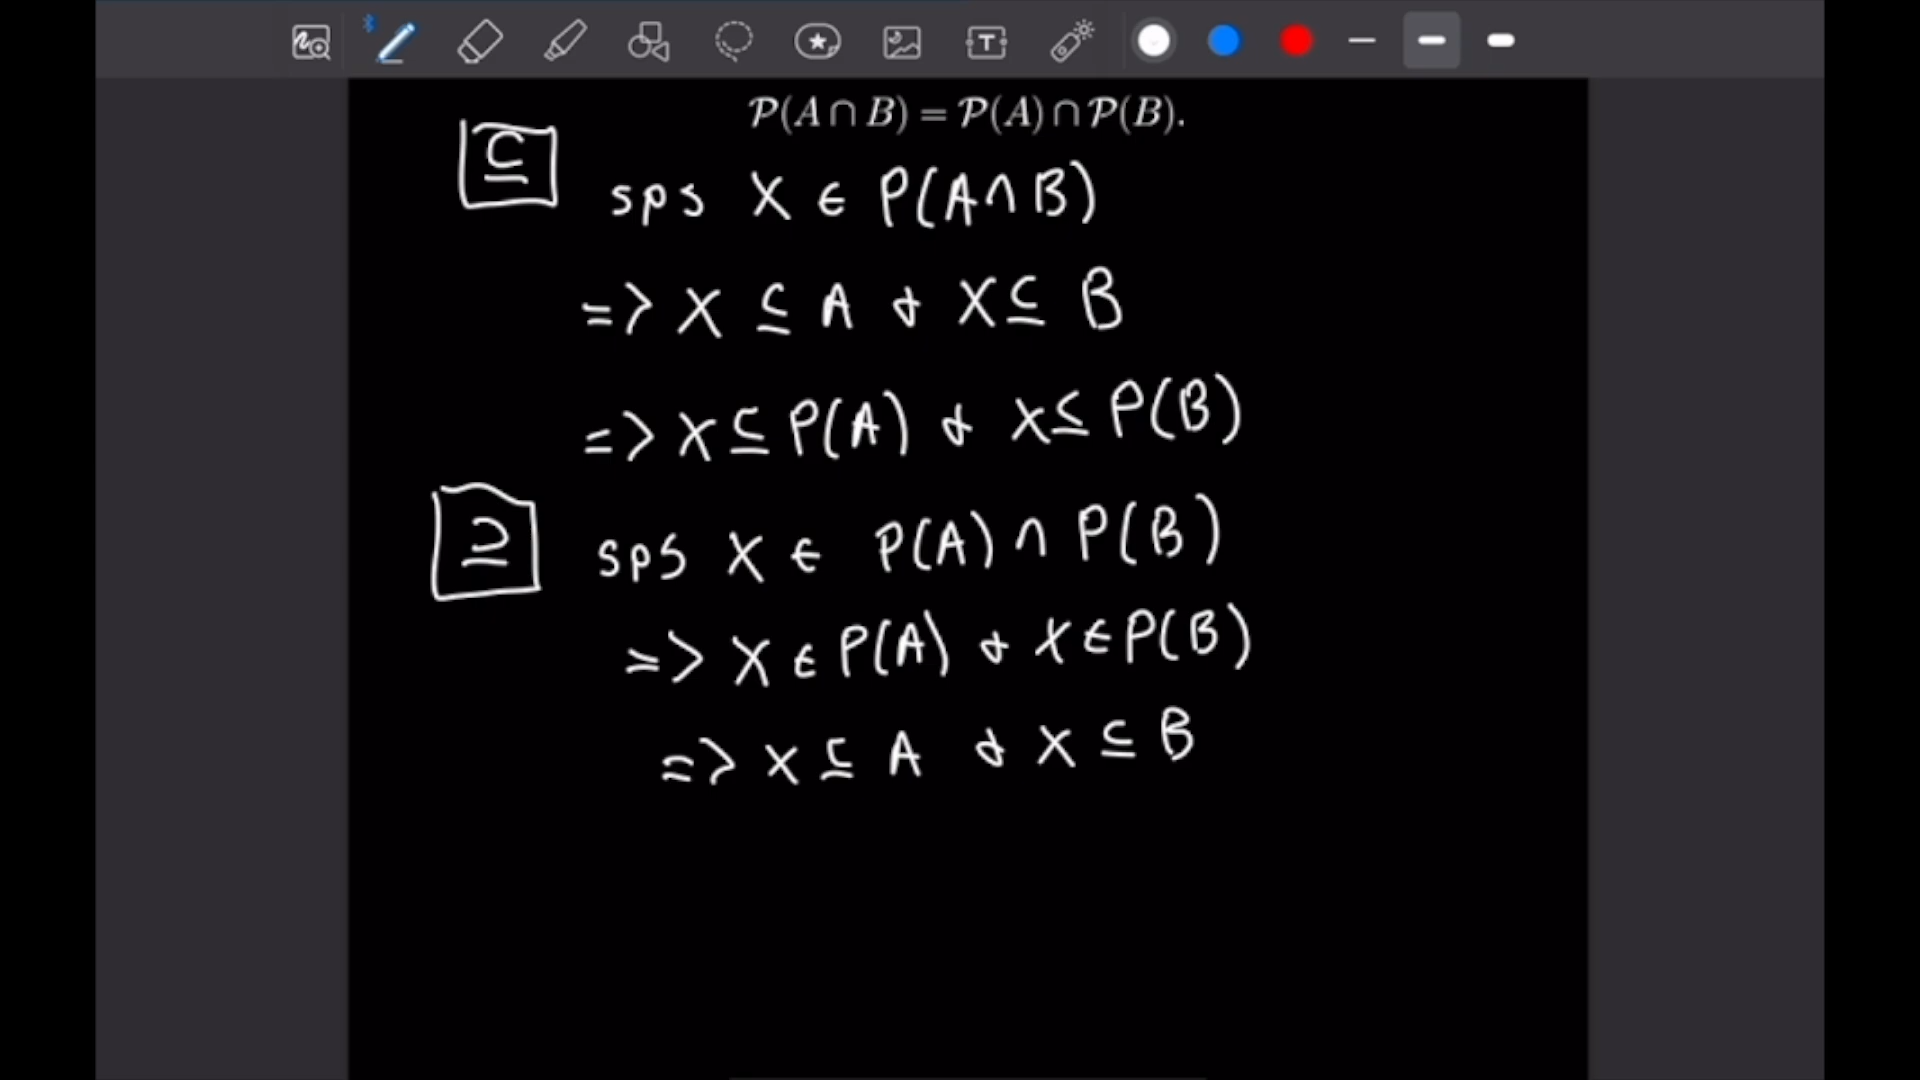 𝒫(A ∩ B) = 𝒫(A) ∩ 𝒫(B).
⊆ sps X ∈ P(A∩B)
=> X ⊆ A & X ⊆ B
=> X ⊆ P(A) & X ≤ P(B)
⊇ sps X ∈ P(A) ∩ P(B)
=> X ∈ P(A) & X ∈ P(B)
=> X ⊆ A & X ⊆ B